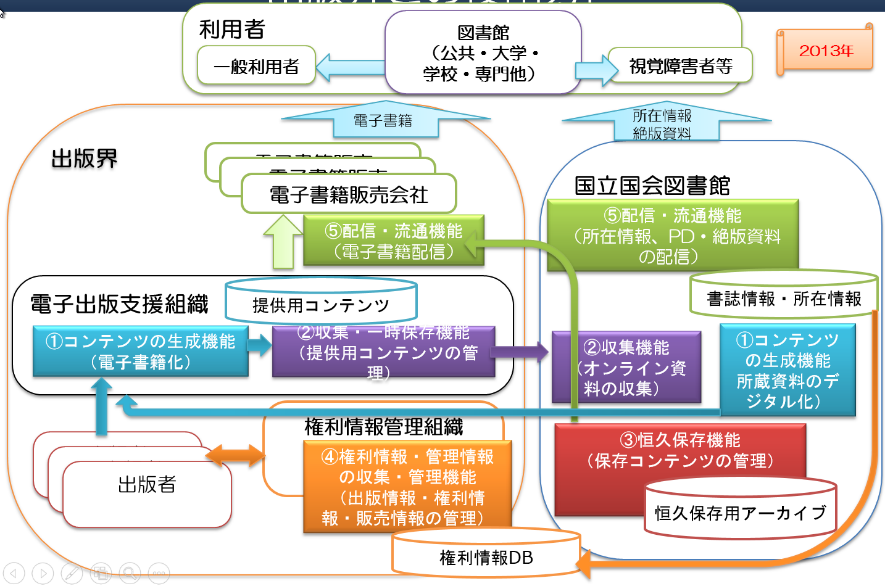 利用者
一般利用者
図書館
（公共・大学・
学校・専門他）
視覚障害者等
2013年
電子書籍
所在情報
絶版資料
出版界
電子書籍販売会社
⑤配信・流通機能
（電子書籍配信）
国立国会図書館
⑤配信・流通機能
（所在情報、PD・絶版資料
の配信）
書誌情報・所在情報
電子出版支援組織
提供用コンテンツ
①コンテンツの生成機能
（電子書籍化）
②収集・一時保存機能
（提供用コンテンツの管
理）
②収集機能
（オンライン資
料の収集）
①コンテンツ
の生成機能
所蔵資料のデ
ジタル化）
権利情報管理組織
④権利情報・管理情報
の収集・管理機能
（出版情報・権利情
報・販売情報の管理）
権利情報DB
③恒久保存機能
（保存コンテンツの管理）
恒久保存用アーカイブ
出版者